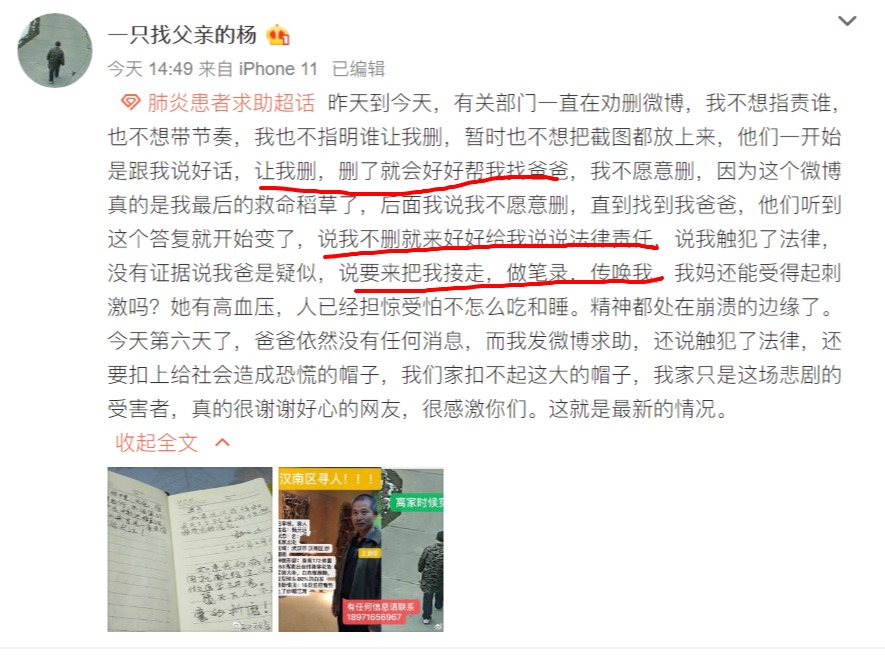 一只找父亲的杨
今天 14:49 来自 iPhone 11 已编辑
肺炎患者求助超话 昨天到今天，有关部门一直在劝删微博，我不想指责谁，
也不想带节奏，我也不指明谁让我删，暂时也不想把截图都放上来，他们一开始
是跟我说好话，让我删，删了就会好好帮我找爸爸，我不愿意删，因为这个微博
真的是我最后的救命稻草了，后面我说我不愿意删，直到找到我爸爸，他们听到
这个答复就开始变了，说我不删就来好好给我说说法律责任，说我触犯了法律，
没有证据说我爸是疑似，说要来把我接走，做笔录，传唤我，我妈还能受得起刺
激吗？她有高血压，人已经担惊受怕不怎么吃和睡。精神都处在崩溃的边缘了。
今天第六天了，爸爸依然没有任何消息，而我发微博求助，还说触犯了法律，还
要扣上给社会造成恐慌的帽子，我们家扣不起这大的帽子，我家只是这场悲剧的
受害者，真的很谢谢好心的网友，很感激你们。这就是最新的情况。
收起全文
汉南区寻人！！！
离家时候
有任何信息请联系
18971656967